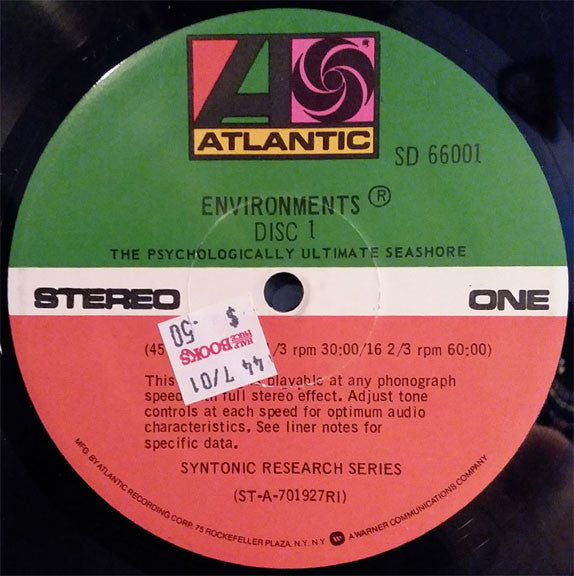 ATLANTIC
SD 66001
ENVIRONMENTS ®
DISC 1
THE PSYCHOLOGICALLY ULTIMATE SEASHORE
STEREO
ONE
$ .50
HALF PRICE BOOKS
44 7/01
(45 /3 rpm 30:00/16 2/3 rpm 60:00)
This playable at any phonograph
speed full stereo effect. Adjust tone
controls at each speed for optimum audio
characteristics. See liner notes for
specific data.
SYNTONIC RESEARCH SERIES
(ST-A-701927RI)
MFG. BY ATLANTIC RECORDING CORP. 75 ROCKEFELLER PLAZA, N.Y. N.Y. W A WARNER COMMUNICATIONS COMPANY